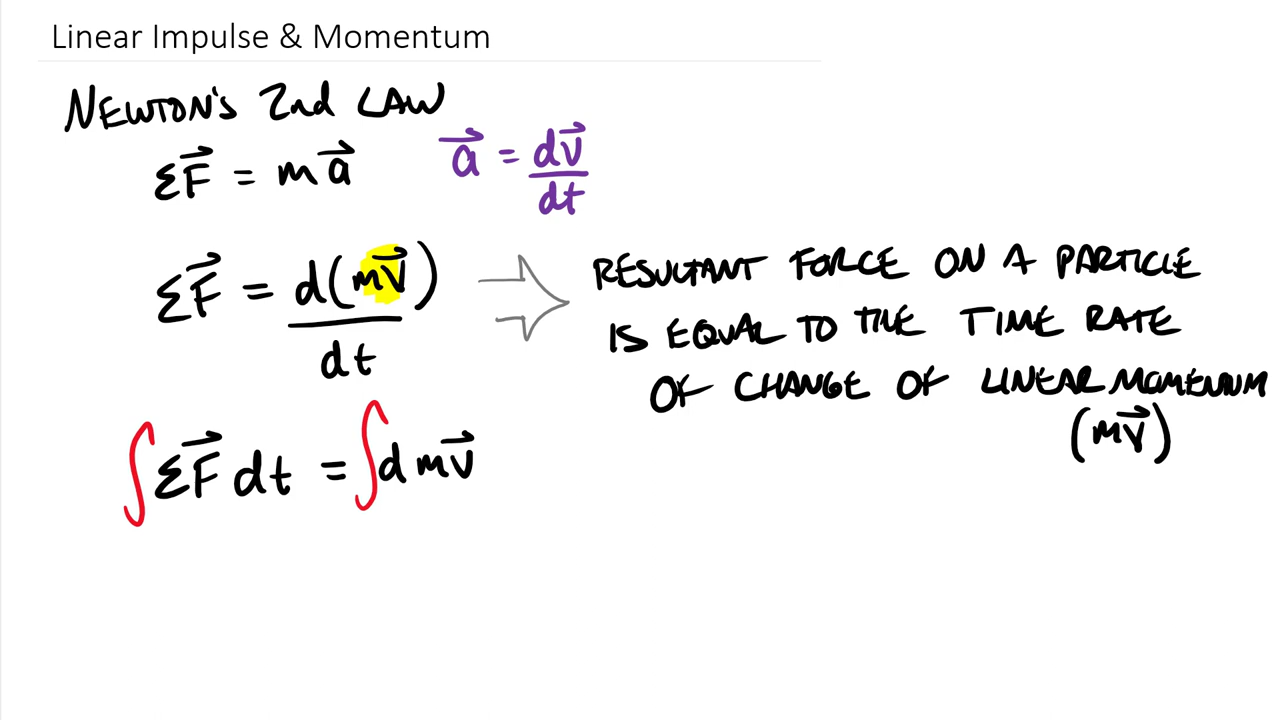 Linear Impulse & Momentum
NEWTON'S 2nd LAW
ΣF⃗ = ma⃗
a⃗ = dv⃗/dt
ΣF⃗ = d(mv⃗)/dt
RESULTANT FORCE ON A PARTICLE
IS EQUAL TO THE TIME RATE
OF CHANGE OF LINEAR MOMENTUM
(mv⃗)
∫ΣF⃗ dt = ∫d mv⃗